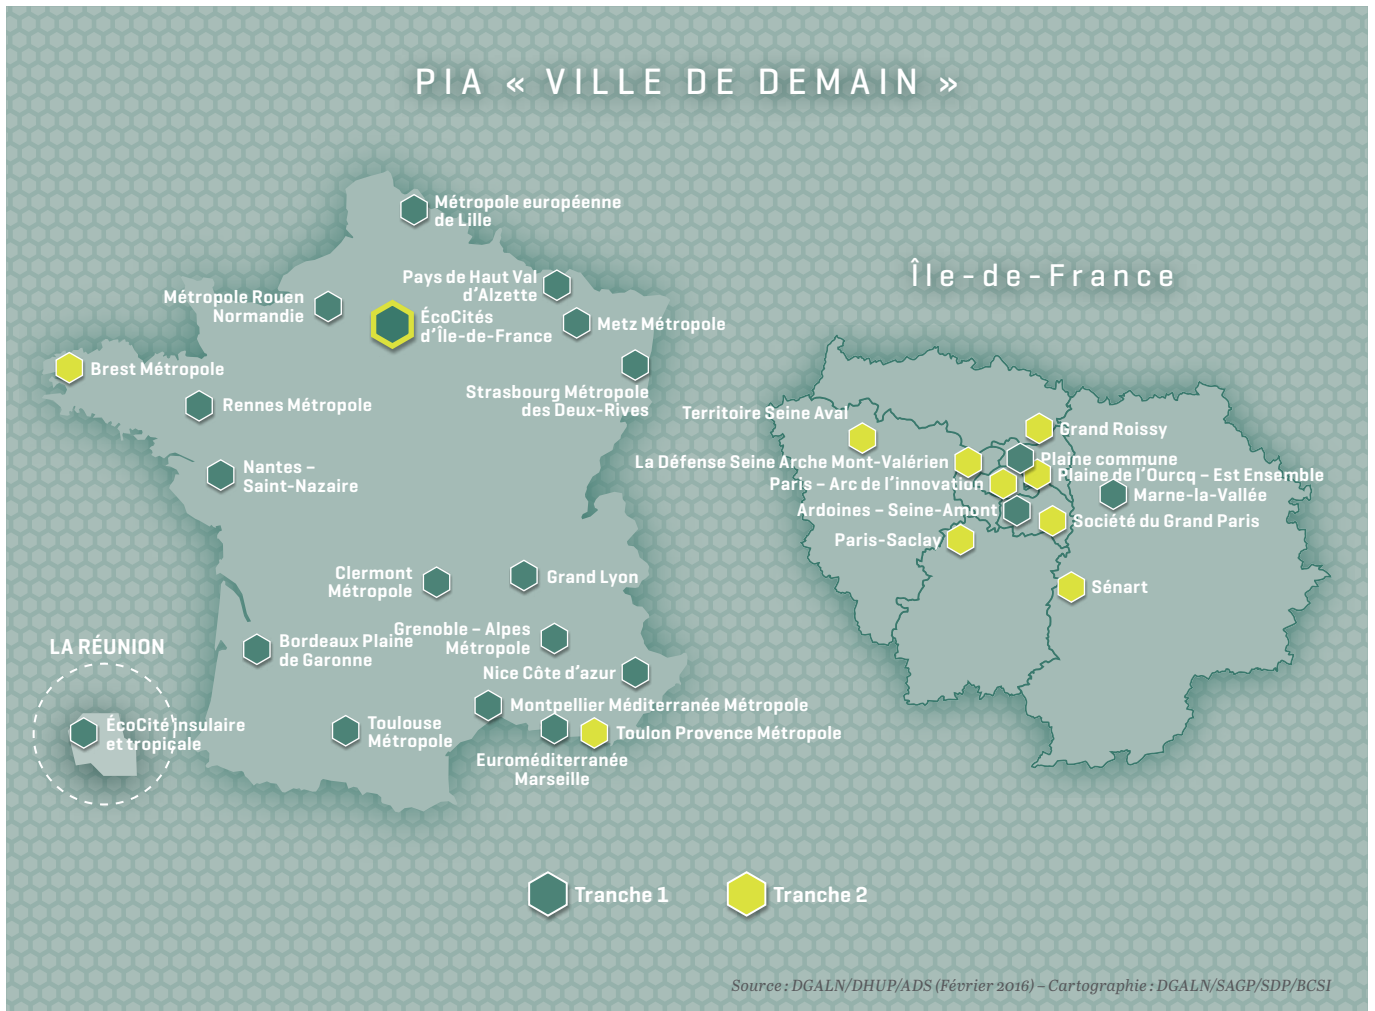 PIA « VILLE DE DEMAIN »
Métropole européenne
de Lille
Pays de Haut Val
d’Alzette
Métropole Rouen
Normandie
ÉcoCités
d’Île-de-France
Metz Métropole
Brest Métropole
Strasbourg Métropole
des Deux-Rives
Rennes Métropole
Nantes –
Saint-Nazaire
Clermont
Métropole
Grand Lyon
Bordeaux Plaine
de Garonne
Grenoble – Alpes
Métropole
Nice Côte d’azur
Montpellier Méditerranée Métropole
Toulouse
Métropole
Toulon Provence Métropole
Euroméditerranée
Marseille
LA RÉUNION
ÉcoCité insulaire
et tropicale
Île-de-France
Territoire Seine Aval
Grand Roissy
La Défense Seine Arche Mont-Valérien
Plaine commune
Plaine de l’Ourcq – Est Ensemble
Paris – Arc de l’innovation
Marne-la-Vallée
Ardoines – Seine-Amont
Société du Grand Paris
Paris-Saclay
Sénart
Tranche 1
Tranche 2
Source : DGALN/DHUP/ADS (Février 2016) – Cartographie : DGALN/SAGP/SDP/BCSI